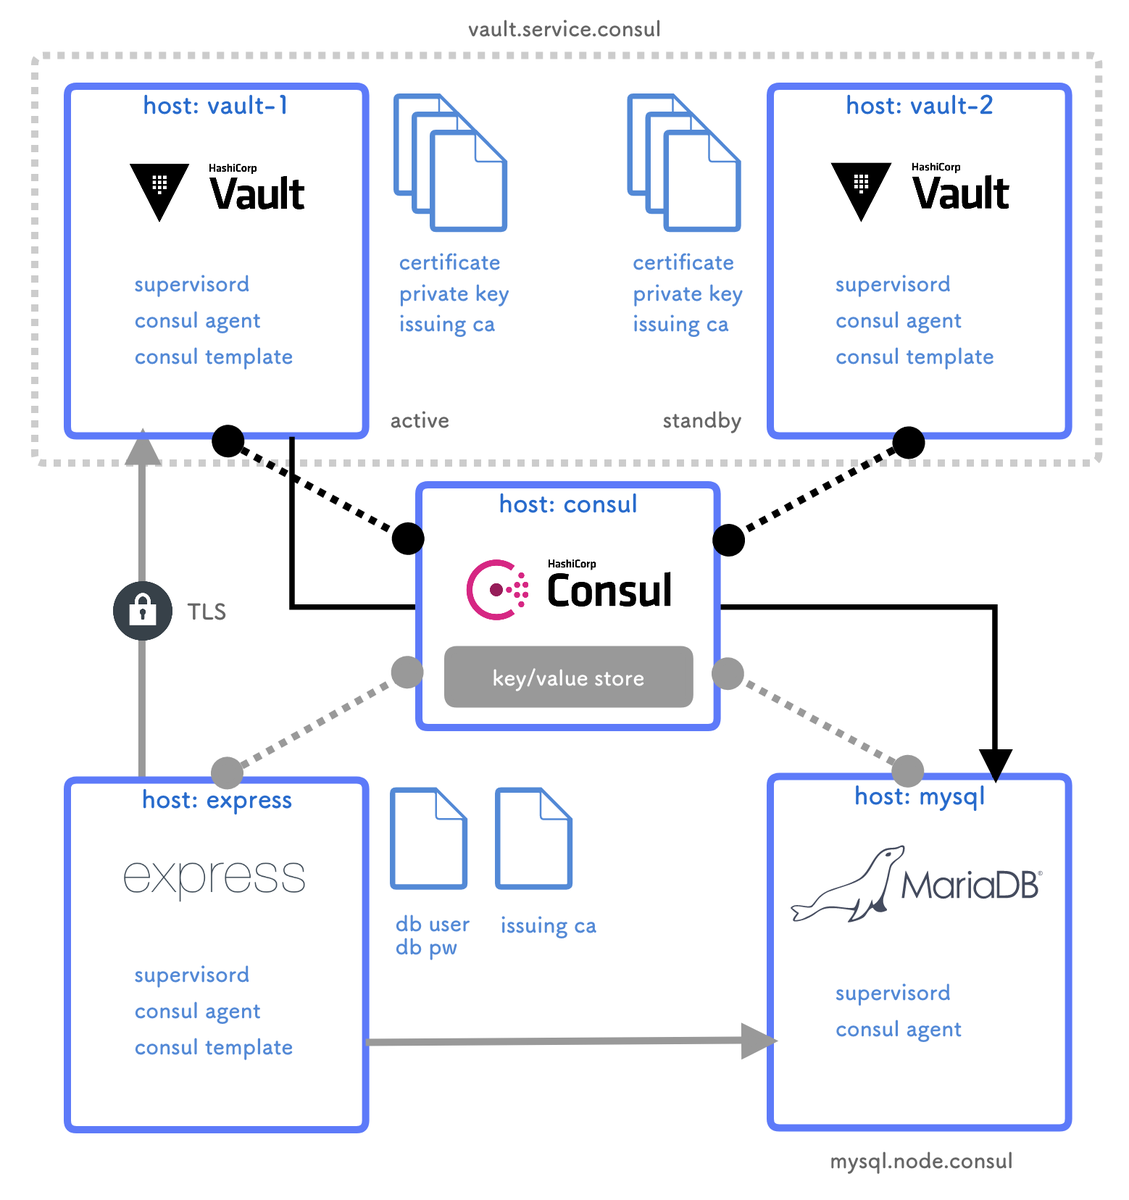 vault.service.consul
host: vault-1
HashiCorp
Vault
supervisord
consul agent
consul template
certificate
private key
issuing ca
active
certificate
private key
issuing ca
standby
host: vault-2
HashiCorp
Vault
supervisord
consul agent
consul template
host: consul
HashiCorp
Consul
key/value store
TLS
host: express
express
supervisord
consul agent
consul template
db user
db pw
issuing ca
host: mysql
MariaDB®
supervisord
consul agent
mysql.node.consul